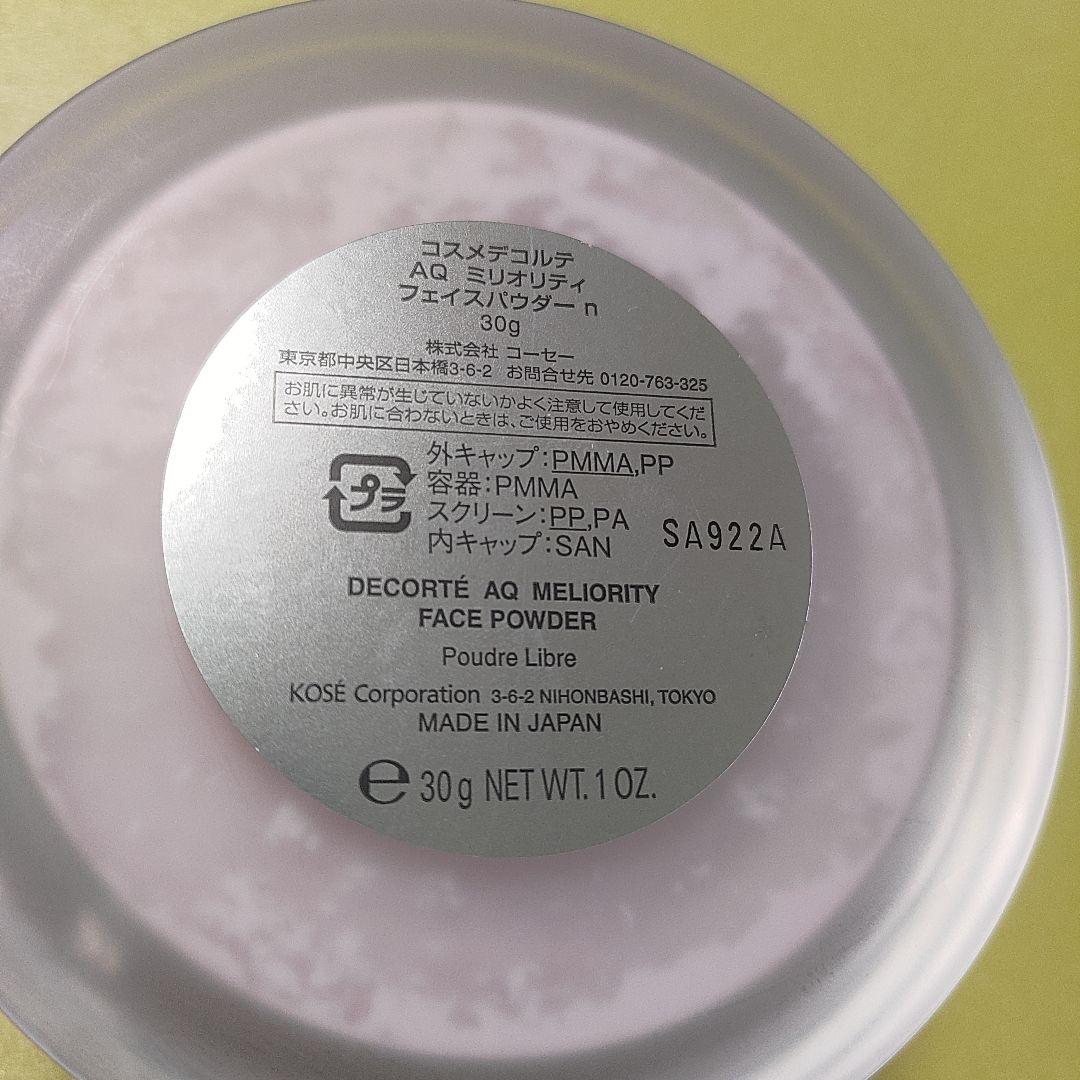 コスメデコルテ
AQ ミリオリティ
フェイスパウダー n
30g
株式会社 コーセー
東京都中央区日本橋3-6-2 お問合せ先 0120-763-325
お肌に異常が生じていないかよく注意して使用してくだ
さい。お肌に合わないときは、ご使用をおやめください。
プラ
外キャップ:PMMA,PP
容器:PMMA
スクリーン:PP,PA
内キャップ:SAN
SA922A
DECORTÉ AQ MELIORITY
FACE POWDER
Poudre Libre
KOSÉ Corporation 3-6-2 NIHONBASHI, TOKYO
MADE IN JAPAN
℮ 30g NET WT. 1 OZ.